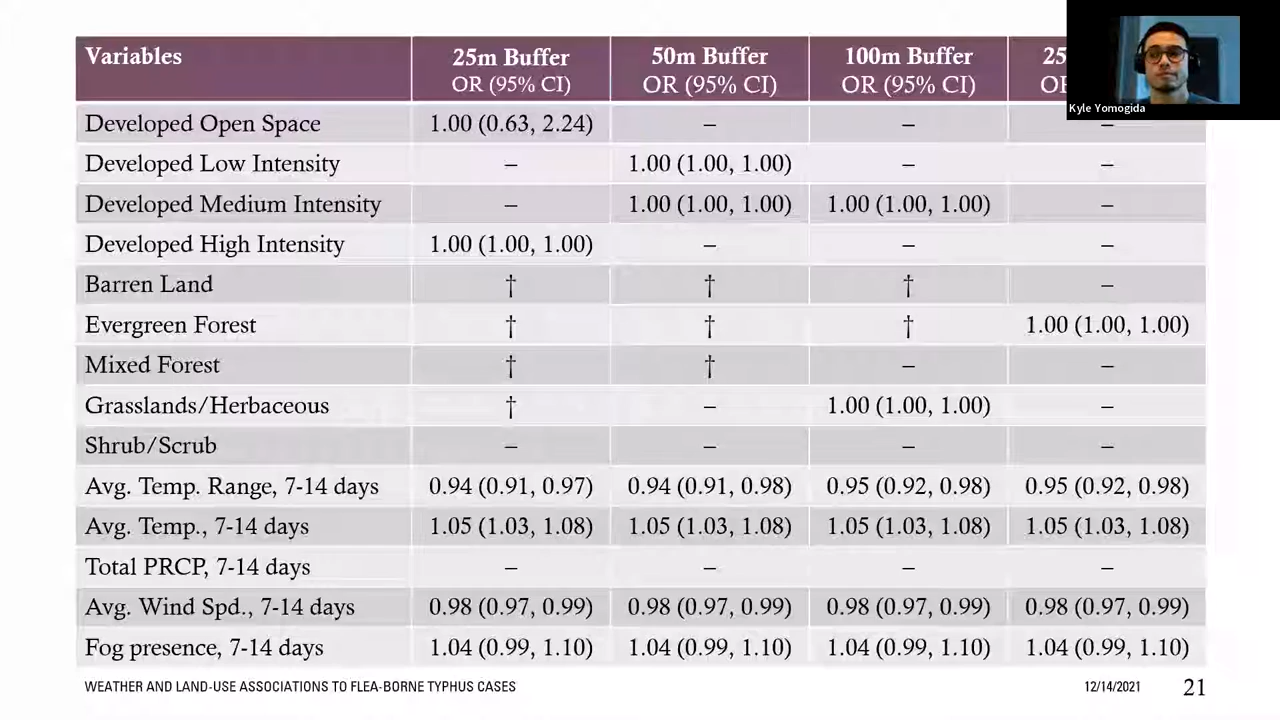 Variables 25m Buffer 50m Buffer 100m Buffer 25
OR (95% CI) OR (95% CI) OR (95% CI)
Kyle Yomogida
Developed Open Space 1.00 (0.63, 2.24) – – –
Developed Low Intensity – 1.00 (1.00, 1.00) – –
Developed Medium Intensity – 1.00 (1.00, 1.00) 1.00 (1.00, 1.00) –
Developed High Intensity 1.00 (1.00, 1.00) – – –
Barren Land † † † –
Evergreen Forest † † † 1.00 (1.00, 1.00)
Mixed Forest † † – –
Grasslands/Herbaceous † – 1.00 (1.00, 1.00) –
Shrub/Scrub – – – –
Avg. Temp. Range, 7-14 days 0.94 (0.91, 0.97) 0.94 (0.91, 0.98) 0.95 (0.92, 0.98) 0.95 (0.92, 0.98)
Avg. Temp., 7-14 days 1.05 (1.03, 1.08) 1.05 (1.03, 1.08) 1.05 (1.03, 1.08) 1.05 (1.03, 1.08)
Total PRCP, 7-14 days – – – –
Avg. Wind Spd., 7-14 days 0.98 (0.97, 0.99) 0.98 (0.97, 0.99) 0.98 (0.97, 0.99) 0.98 (0.97, 0.99)
Fog presence, 7-14 days 1.04 (0.99, 1.10) 1.04 (0.99, 1.10) 1.04 (0.99, 1.10) 1.04 (0.99, 1.10)
WEATHER AND LAND-USE ASSOCIATIONS TO FLEA-BORNE TYPHUS CASES 12/14/2021 21